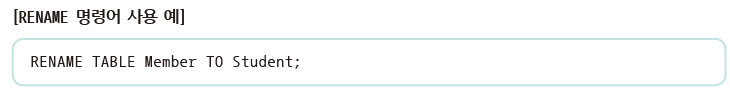 [RENAME 명령어 사용 예]
RENAME TABLE Member TO Student;